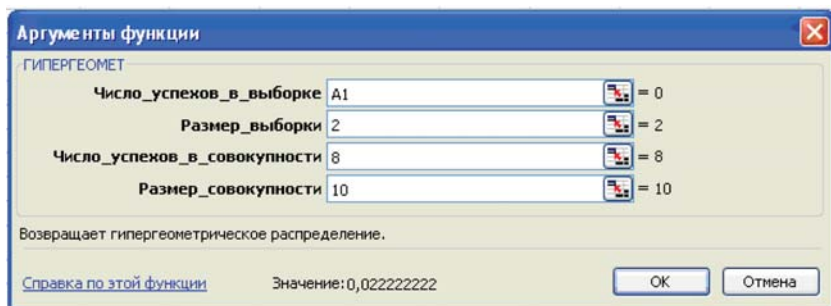 Аргументы функции
ГИПЕРГЕОМЕТ
Число_успехов_в_выборке A1 = 0
Размер_выборки 2 = 2
Число_успехов_в_совокупности 8 = 8
Размер_совокупности 10 = 10
Возвращает гипергеометрическое распределение.
Справка по этой функции Значение:0,022222222 OK Отмена